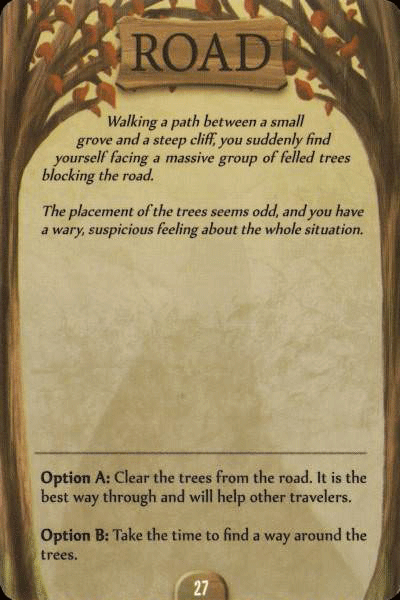 ROAD
Walking a path between a small
grove and a steep cliff, you suddenly find
yourself facing a massive group of felled trees
blocking the road.
The placement of the trees seems odd, and you have
a wary, suspicious feeling about the whole situation.
Option A: Clear the trees from the road. It is the
best way through and will help other travelers.
Option B: Take the time to find a way around the
trees.
27